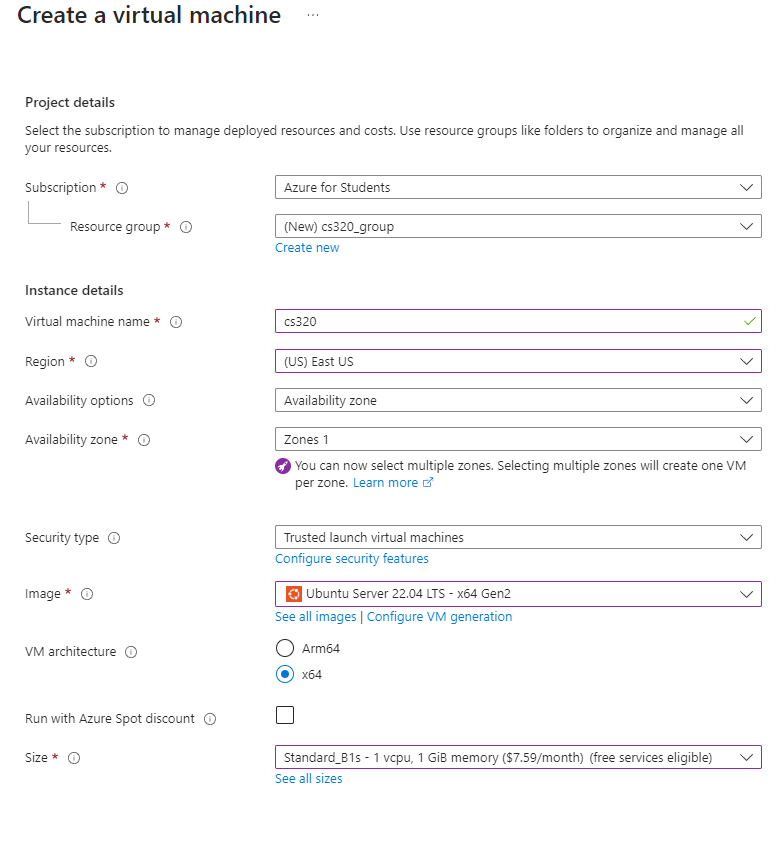 Create a virtual machine ...
Project details
Select the subscription to manage deployed resources and costs. Use resource groups like folders to organize and manage all
your resources.
Subscription *
Azure for Students
Resource group *
(New) cs320_group
Create new
Instance details
Virtual machine name *
cs320
Region *
(US) East US
Availability options
Availability zone
Availability zone *
Zones 1
You can now select multiple zones. Selecting multiple zones will create one VM
per zone. Learn more
Security type
Trusted launch virtual machines
Configure security features
Image *
Ubuntu Server 22.04 LTS - x64 Gen2
See all images | Configure VM generation
VM architecture
Arm64
x64
Run with Azure Spot discount
Size *
Standard_B1s - 1 vcpu, 1 GiB memory ($7.59/month) (free services eligible)
See all sizes